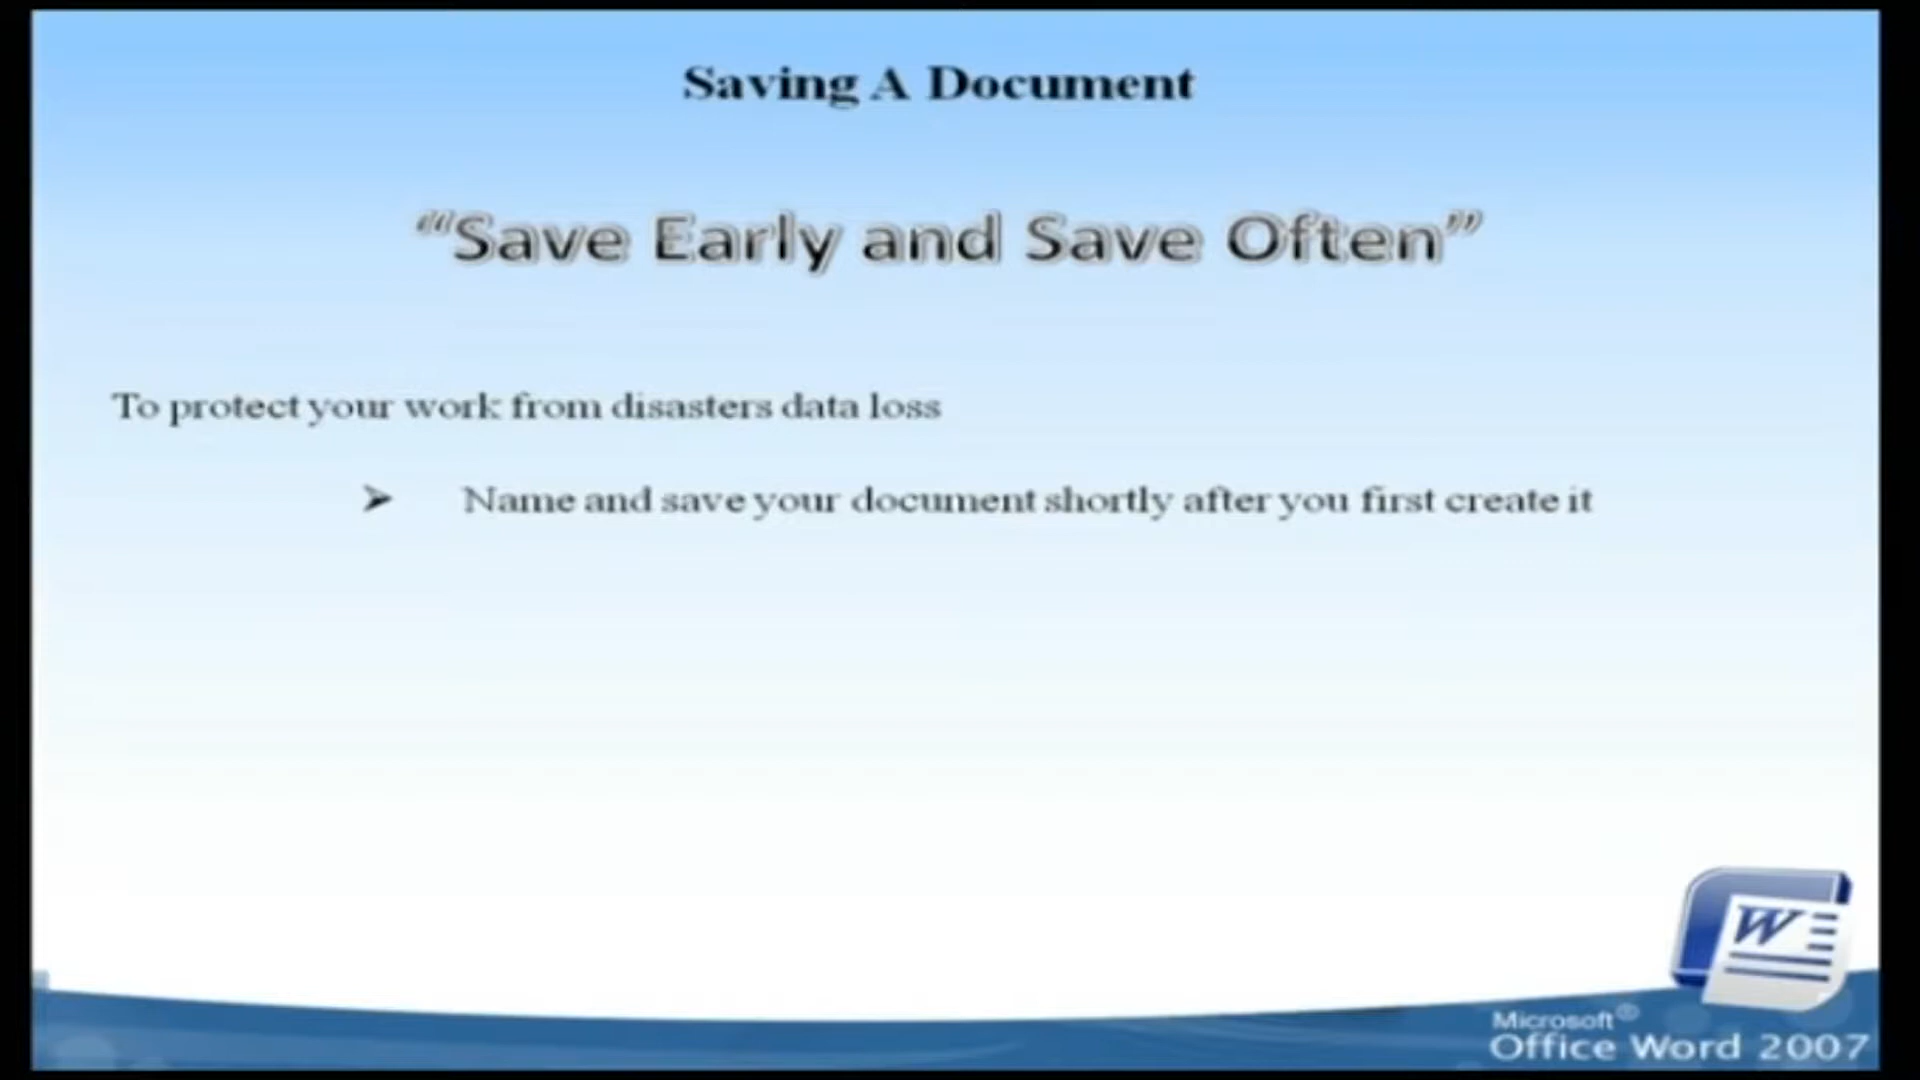 Saving A Document
“Save Early and Save Often”
To protect your work from disasters data loss
➢ Name and save your document shortly after you first create it
W
Microsoft®
Office Word 2007